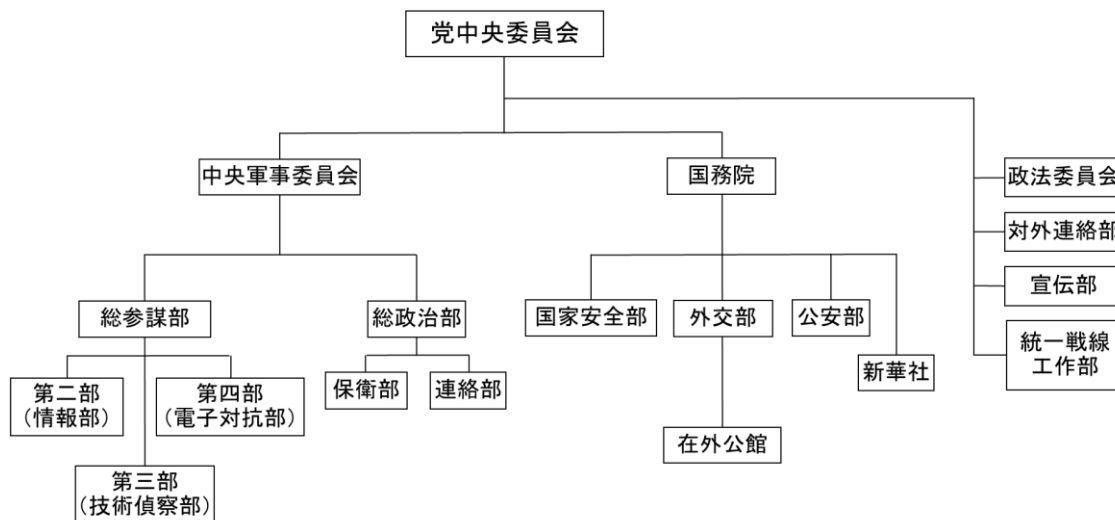 党中央委員会
中央軍事委員会
国務院
政法委員会
対外連絡部
宣伝部
統一戦線
工作部
総参謀部
総政治部
国家安全部
外交部
公安部
新華社
第二部
(情報部)
第四部
(電子対抗部)
保衛部
連絡部
在外公館
第三部
(技術偵察部)